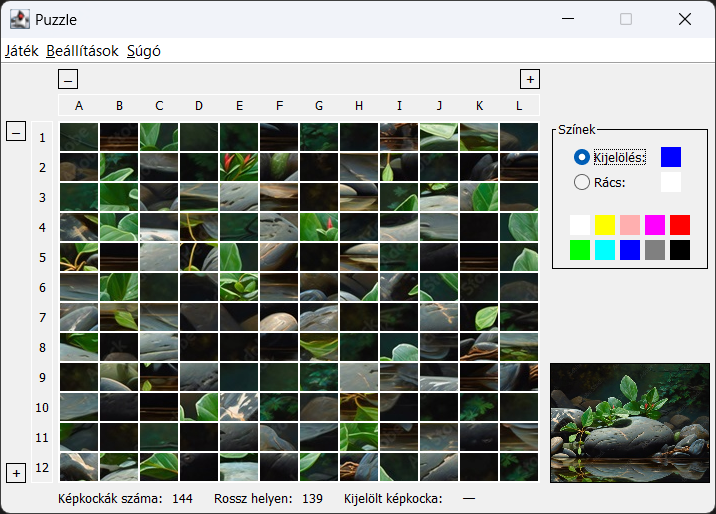 Puzzle
Játék Beállítások Súgó
– +
A B C D E F G H I J K L
–
1
2
3
4
5
6
7
8
9
10
11
12
+
Színek
Kijelölés:
Rács:
Képkockák száma: 144 Rossz helyen: 139 Kijelölt képkocka: —